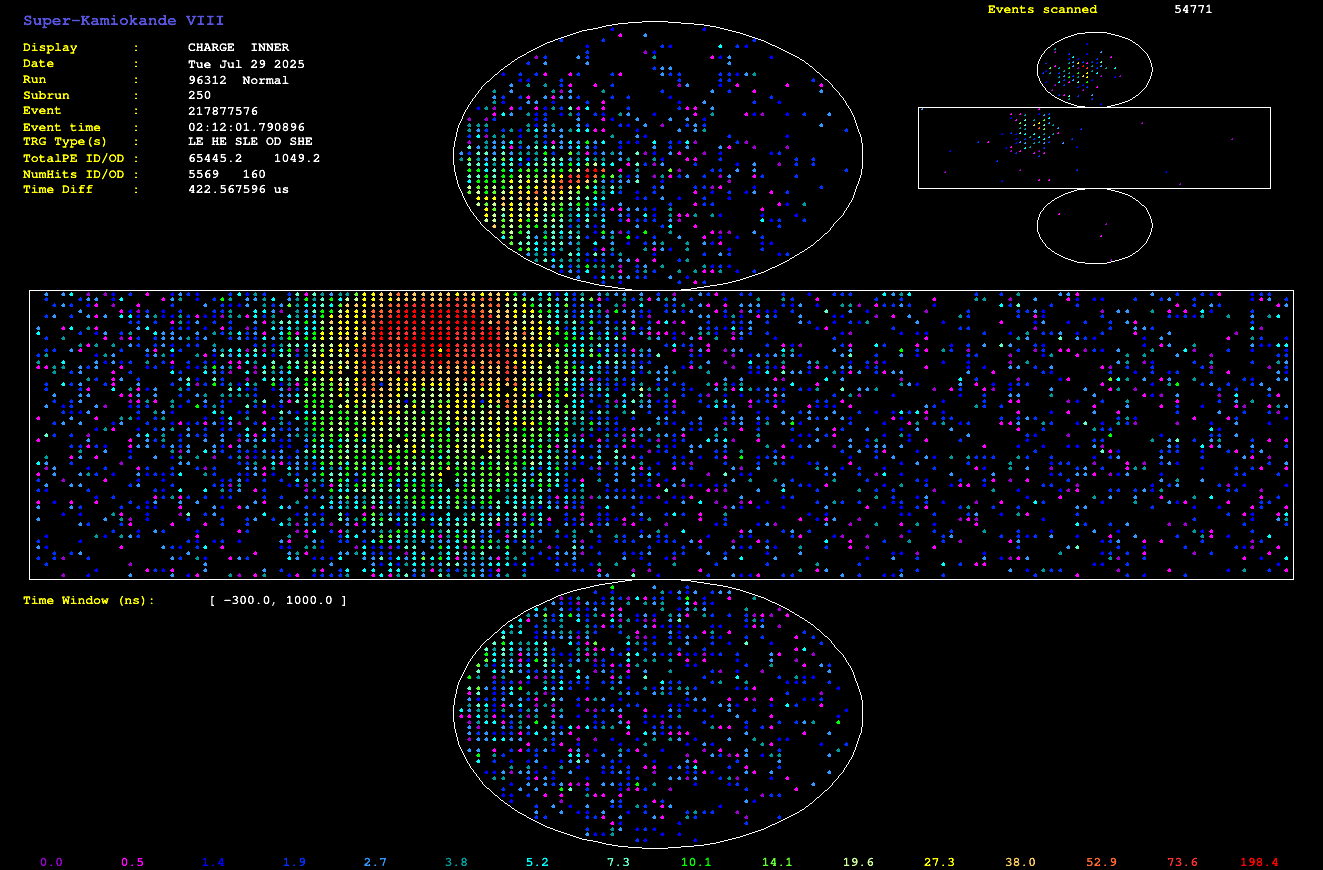 Super-Kamiokande VIII
Events scanned 54771
Display : CHARGE INNER
Date : Tue Jul 29 2025
Run : 96312 Normal
Subrun : 250
Event : 217877576
Event time : 02:12:01.790896
TRG Type(s) : LE HE SLE OD SHE
TotalPE ID/OD : 65445.2 1049.2
NumHits ID/OD : 5569 160
Time Diff : 422.567596 us
Time Window (ns): [ -300.0, 1000.0 ]
0.0 0.5 1.4 1.9 2.7 3.8 5.2 7.3 10.1 14.1 19.6 27.3 38.0 52.9 73.6 198.4